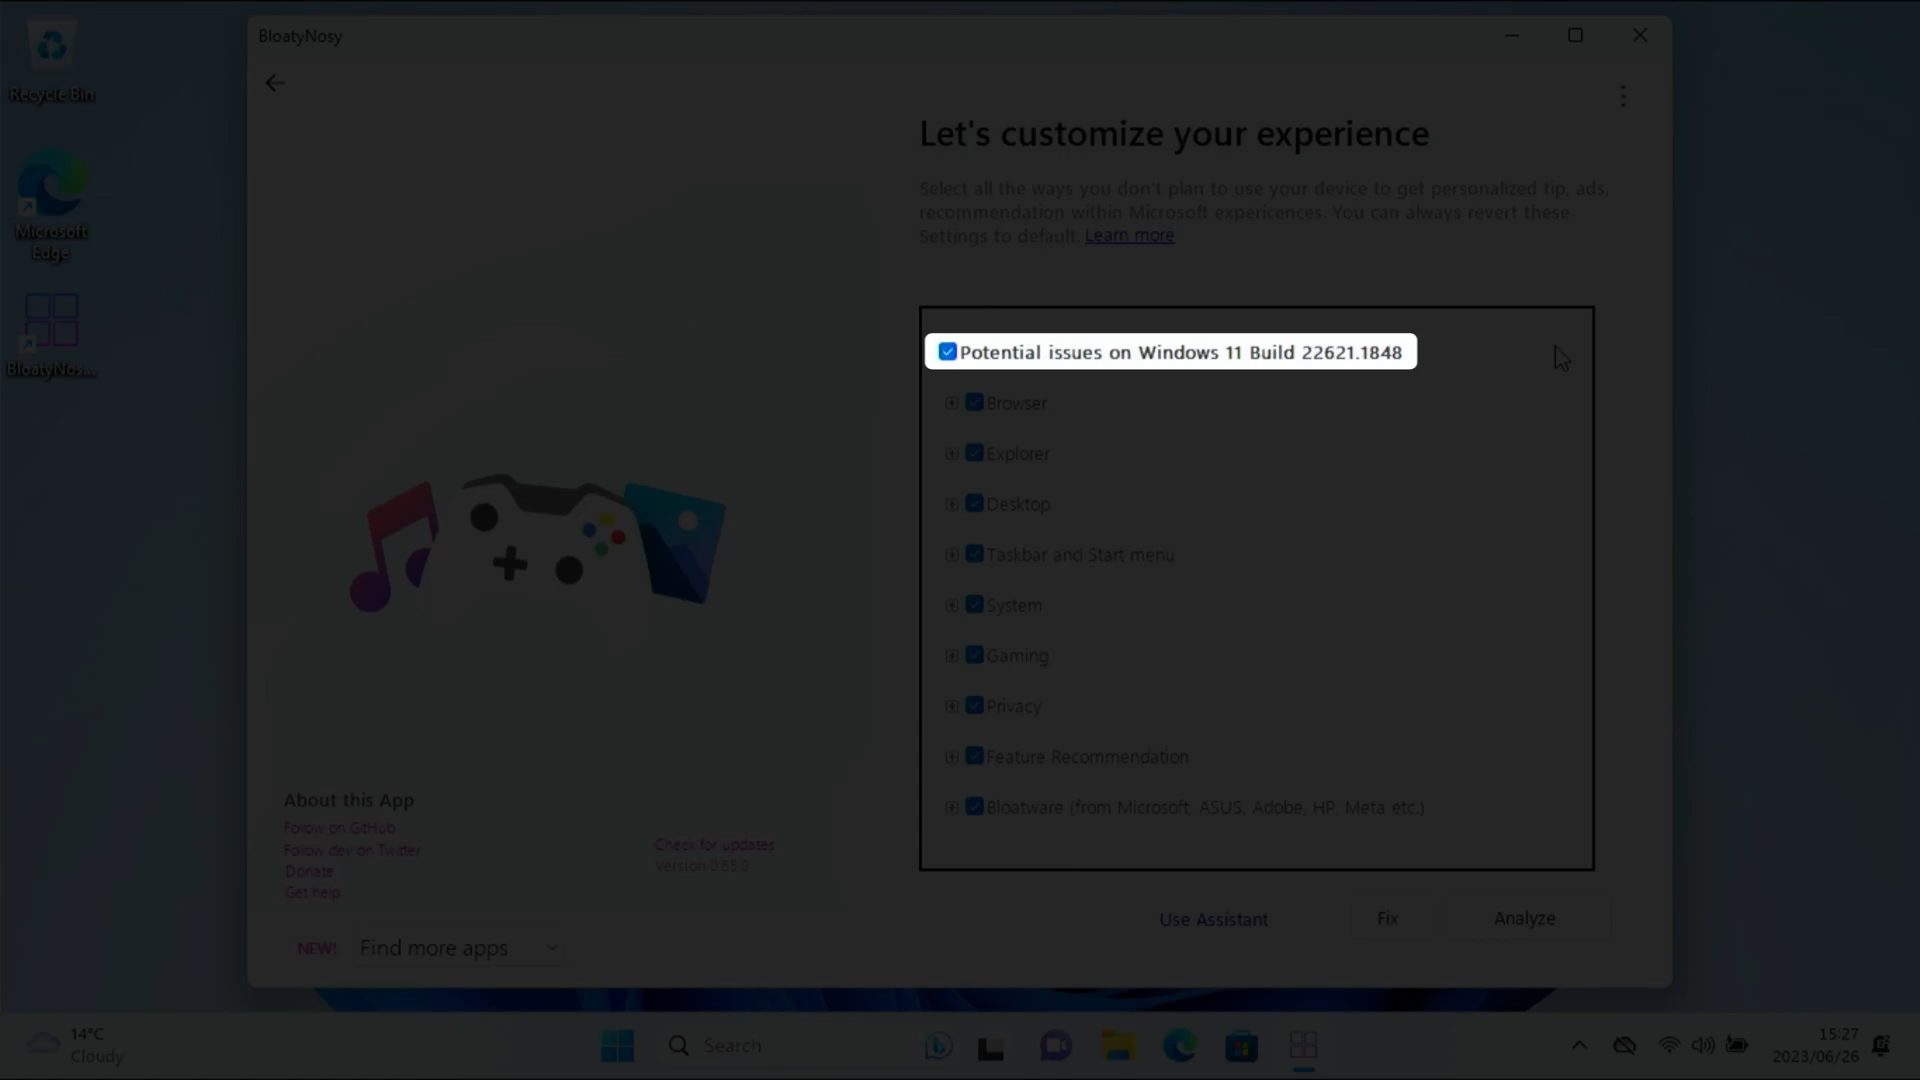 BloatyNosy
Recycle Bin
Microsoft
Edge
BloatyNos...
Let's customize your experience
Select all the ways you don't plan to use your device to get personalized tip, ads,
recommendation within Microsoft expericences. You can always revert these
Settings to default. Learn more
Potential issues on Windows 11 Build 22621.1848
Browser
Explorer
Desktop
Taskbar and Start menu
System
Gaming
Privacy
Feature Recommendation
Bloatware (from Microsoft, ASUS, Adobe, HP, Meta etc.)
About this App
Follow on GitHub
Follow dev on Twitter
Donate
Get help
Check for updates
Version 0.85.0
NEW! Find more apps
Use Assistant
Fix
Analyze
14°C
Cloudy
Search
15:27
2023/06/26